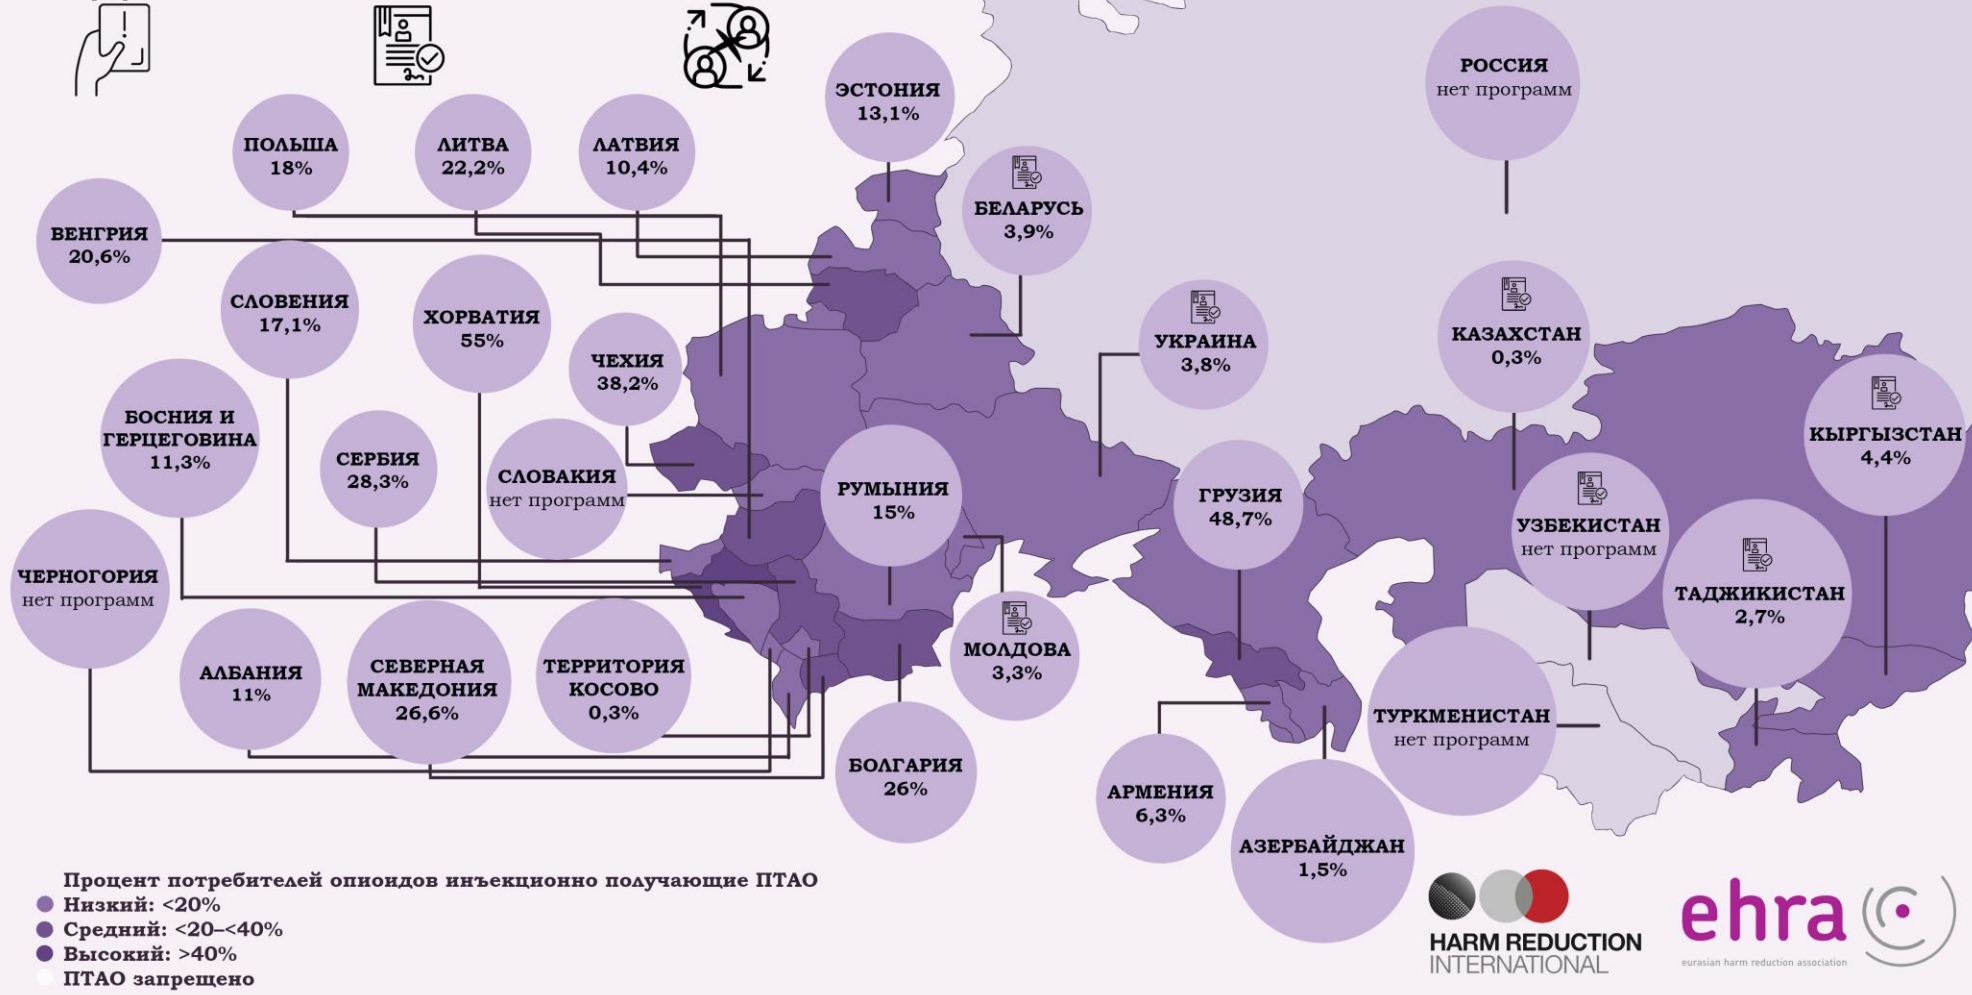 РОССИЯ
нет программ
ЭСТОНИЯ
13,1%
ПОЛЬША
18%
ЛИТВА
22,2%
ЛАТВИЯ
10,4%
БЕЛАРУСЬ
3,9%
ВЕНГРИЯ
20,6%
СЛОВЕНИЯ
17,1%
ХОРВАТИЯ
55%
ЧЕХИЯ
38,2%
УКРАИНА
3,8%
КАЗАХСТАН
0,3%
КЫРГЫЗСТАН
4,4%
БОСНИЯ И
ГЕРЦЕГОВИНА
11,3%
СЕРБИЯ
28,3%
СЛОВАКИЯ
нет программ
РУМЫНИЯ
15%
ГРУЗИЯ
48,7%
УЗБЕКИСТАН
нет программ
ТАДЖИКИСТАН
2,7%
ЧЕРНОГОРИЯ
нет программ
АЛБАНИЯ
11%
СЕВЕРНАЯ
МАКЕДОНИЯ
26,6%
ТЕРРИТОРИЯ
КОСОВО
0,3%
МОЛДОВА
3,3%
ТУРКМЕНИСТАН
нет программ
БОЛГАРИЯ
26%
АРМЕНИЯ
6,3%
АЗЕРБАЙДЖАН
1,5%
Процент потребителей опиоидов инъекционно получающие ПТАО
Низкий: <20%
Средний: <20–<40%
Высокий: >40%
ПТАО запрещено
HARM REDUCTION
INTERNATIONAL
ehra
eurasian harm reduction association